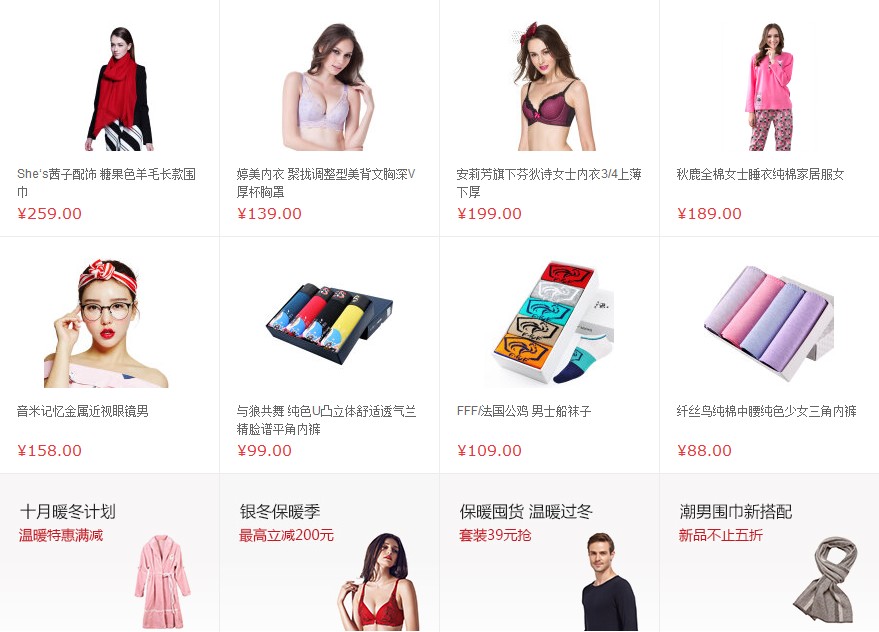 She's茜子配饰 糖果色羊毛长款围
巾
¥259.00
婷美内衣 聚拢调整型美背文胸深V
厚杯胸罩
¥139.00
安莉芳旗下芬狄诗女士内衣3/4上薄
下厚
¥199.00
秋鹿全棉女士睡衣纯棉家居服女
¥189.00
音米记忆金属近视眼镜男
¥158.00
与狼共舞 纯色U凸立体舒适透气兰
精脸谱平角内裤
¥99.00
FFF/法国公鸡 男士船袜子
¥109.00
纤丝鸟纯棉中腰纯色少女三角内裤
¥88.00
十月暖冬计划
温暖特惠满减
银冬保暖季
最高立减200元
保暖囤货 温暖过冬
套装39元抢
潮男围巾新搭配
新品不止五折